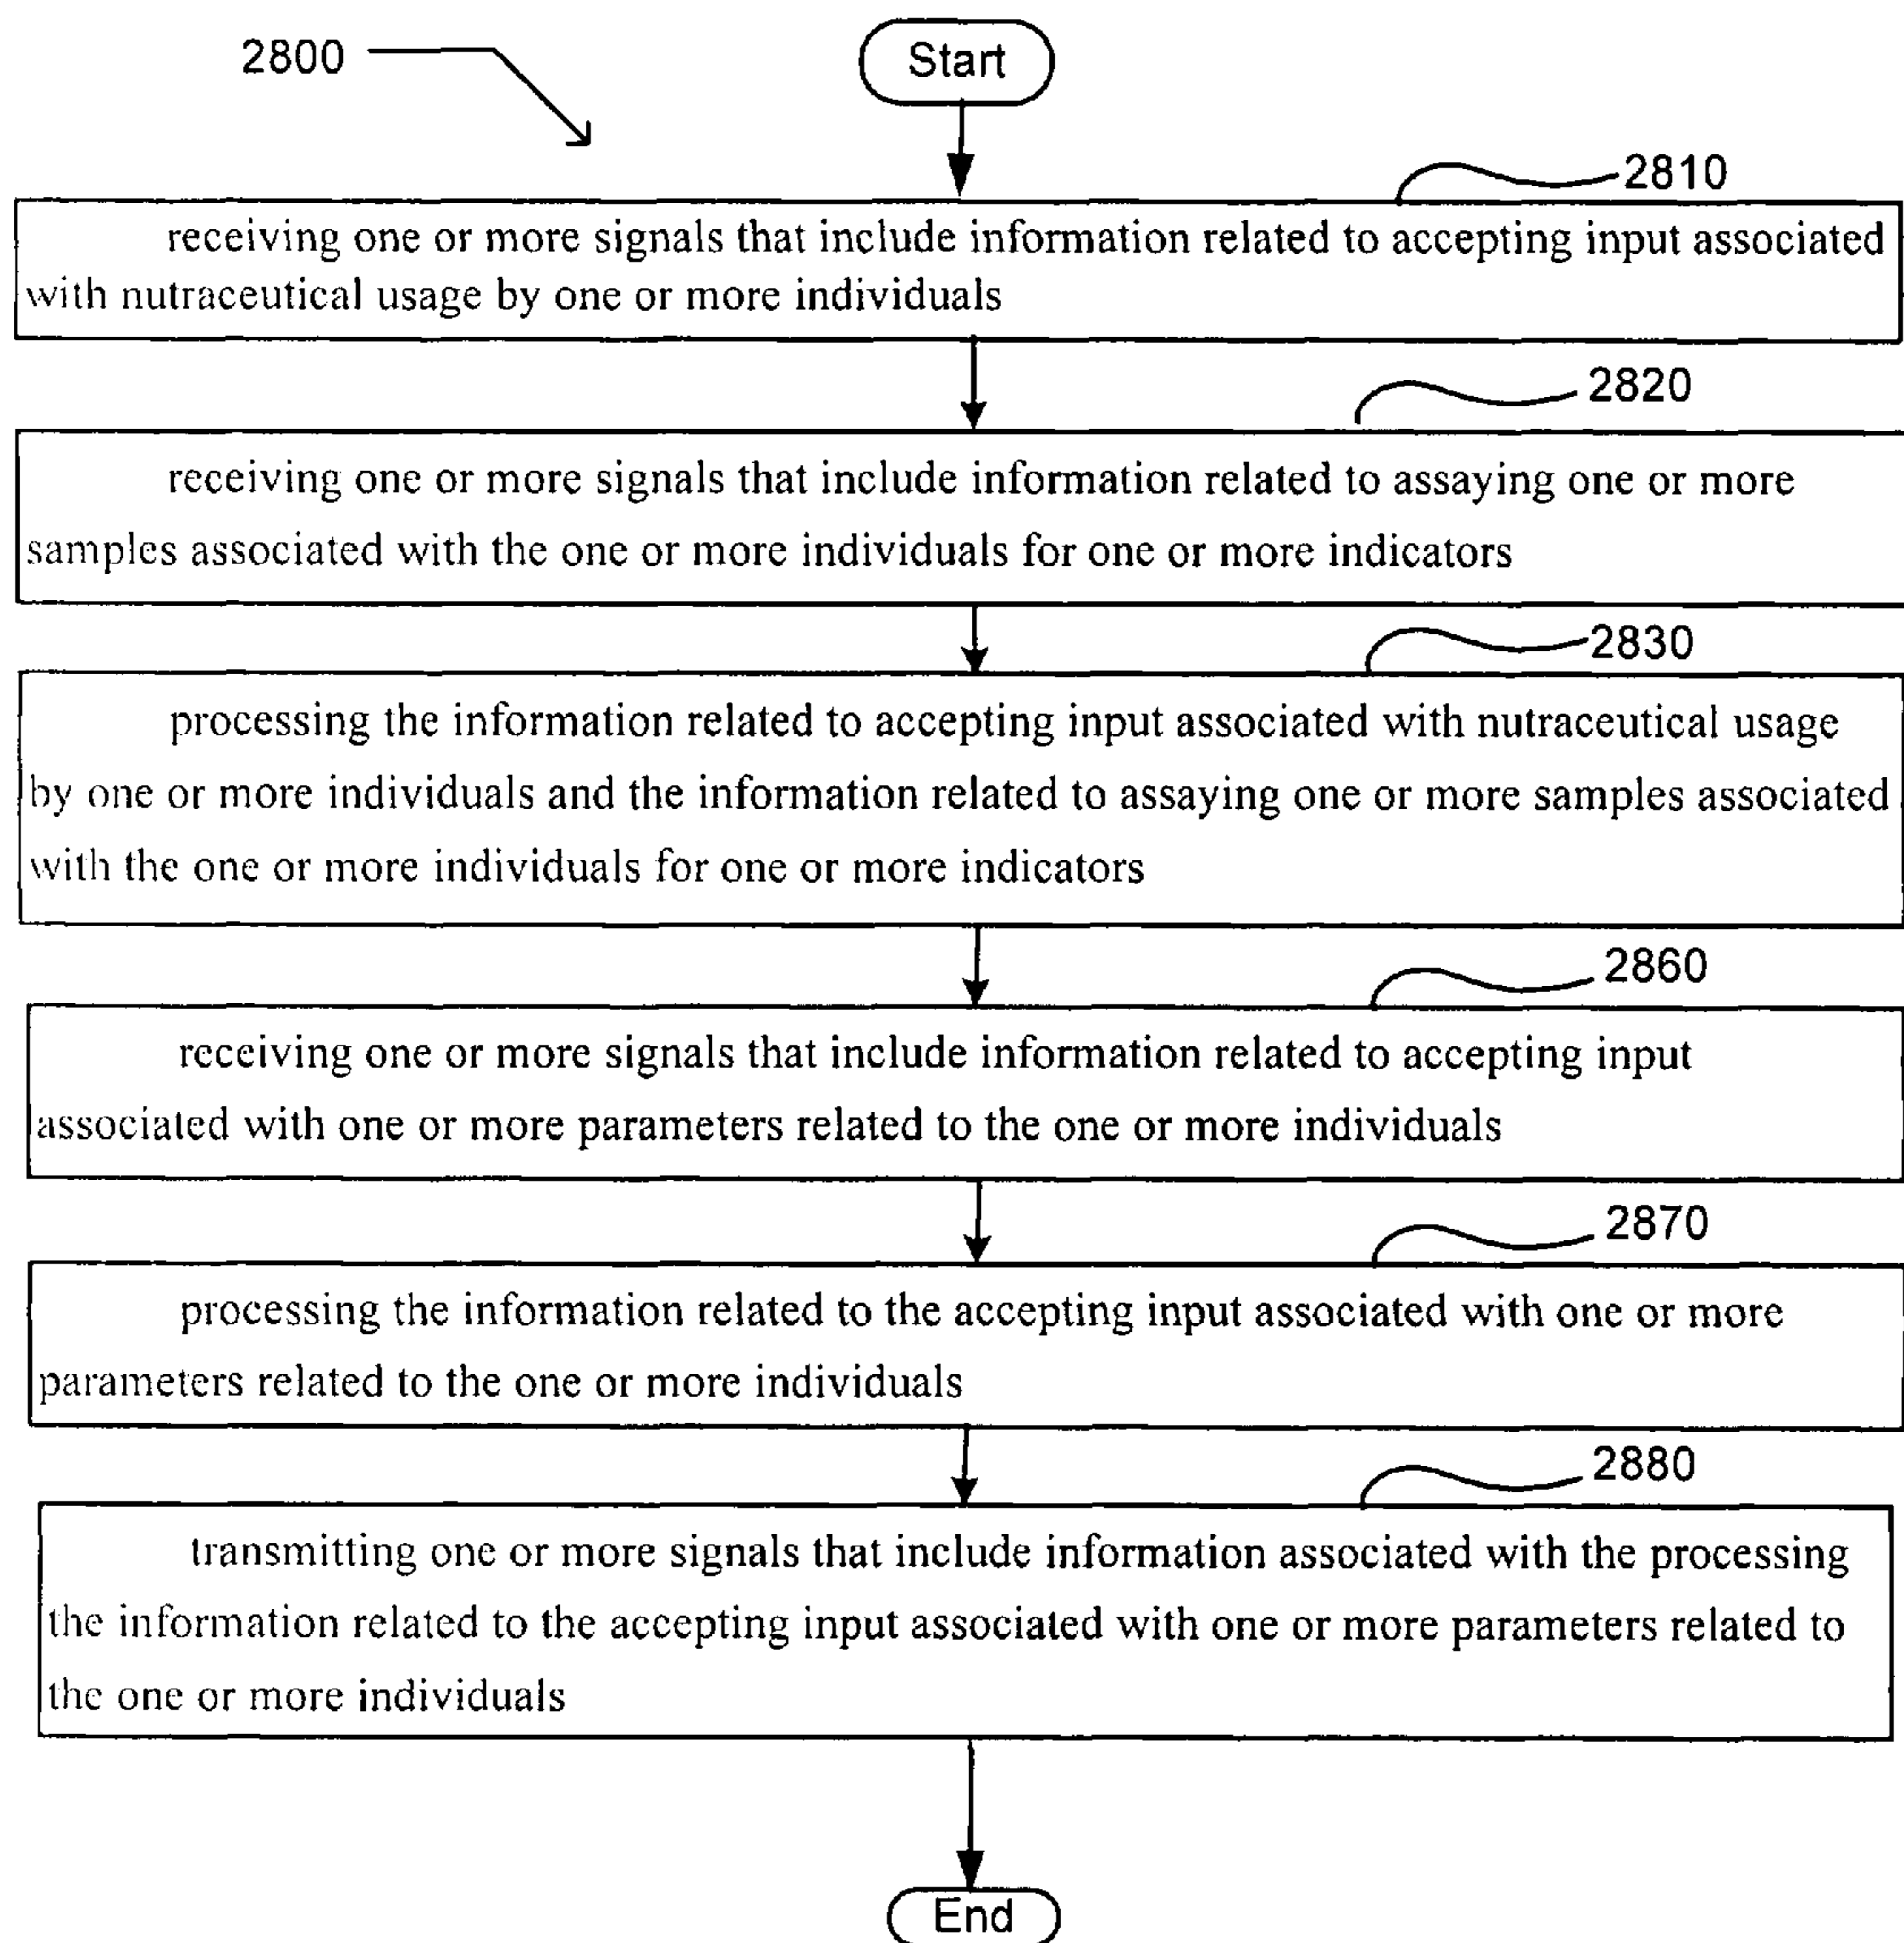 2800
Start
2810
receiving one or more signals that include information related to accepting input associated
with nutraceutical usage by one or more individuals
2820
receiving one or more signals that include information related to assaying one or more
samples associated with the one or more individuals for one or more indicators
2830
processing the information related to accepting input associated with nutraceutical usage
by one or more individuals and the information related to assaying one or more samples associated
with the one or more individuals for one or more indicators
2860
receiving one or more signals that include information related to accepting input
associated with one or more parameters related to the one or more individuals
2870
processing the information related to the accepting input associated with one or more
parameters related to the one or more individuals
2880
transmitting one or more signals that include information associated with the processing
the information related to the accepting input associated with one or more parameters related to
the one or more individuals
End